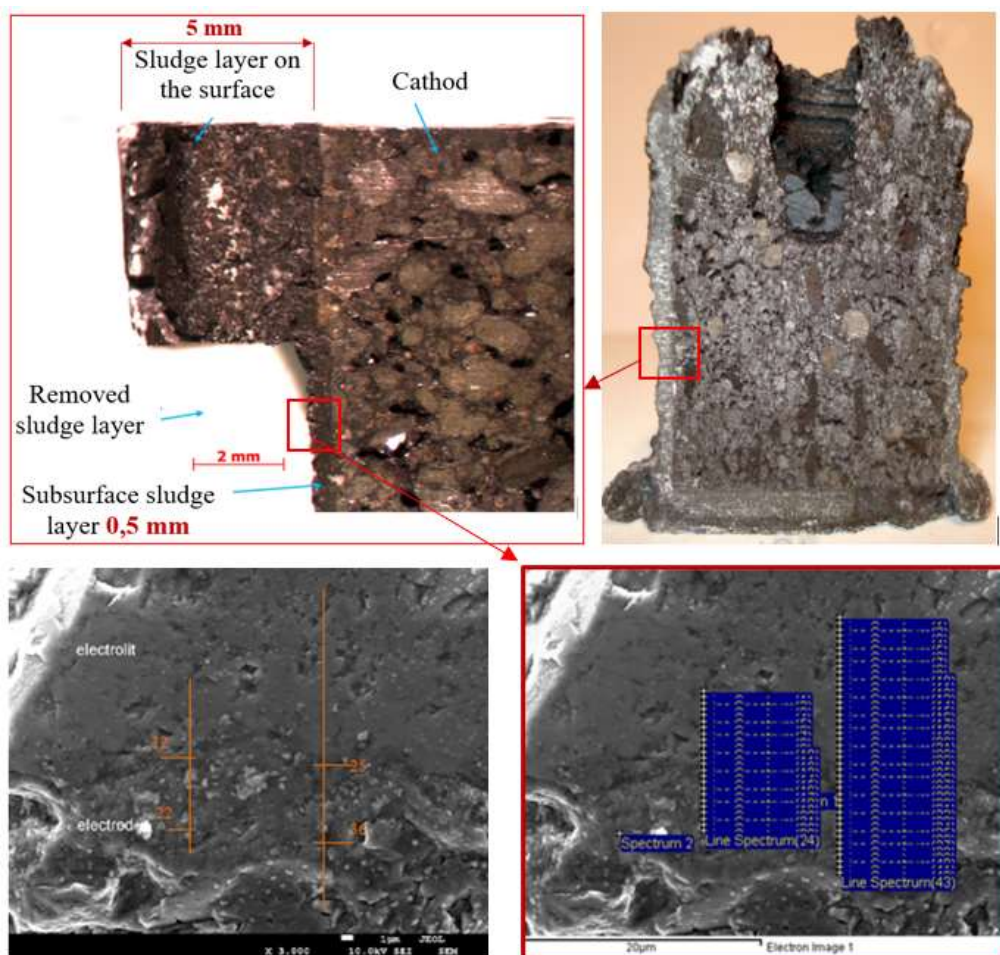 5 mm
Sludge layer on
the surface
Cathod
Removed
sludge layer
2 mm
Subsurface sludge
layer 0,5 mm
electrolit
12
25
22
36
electrod
1µm JEOL
X 3,000 10.0kV SEI SEM
Spectrum 2
Line Spectrum(24)
Line Spectrum(43)
20µm Electron Image 1